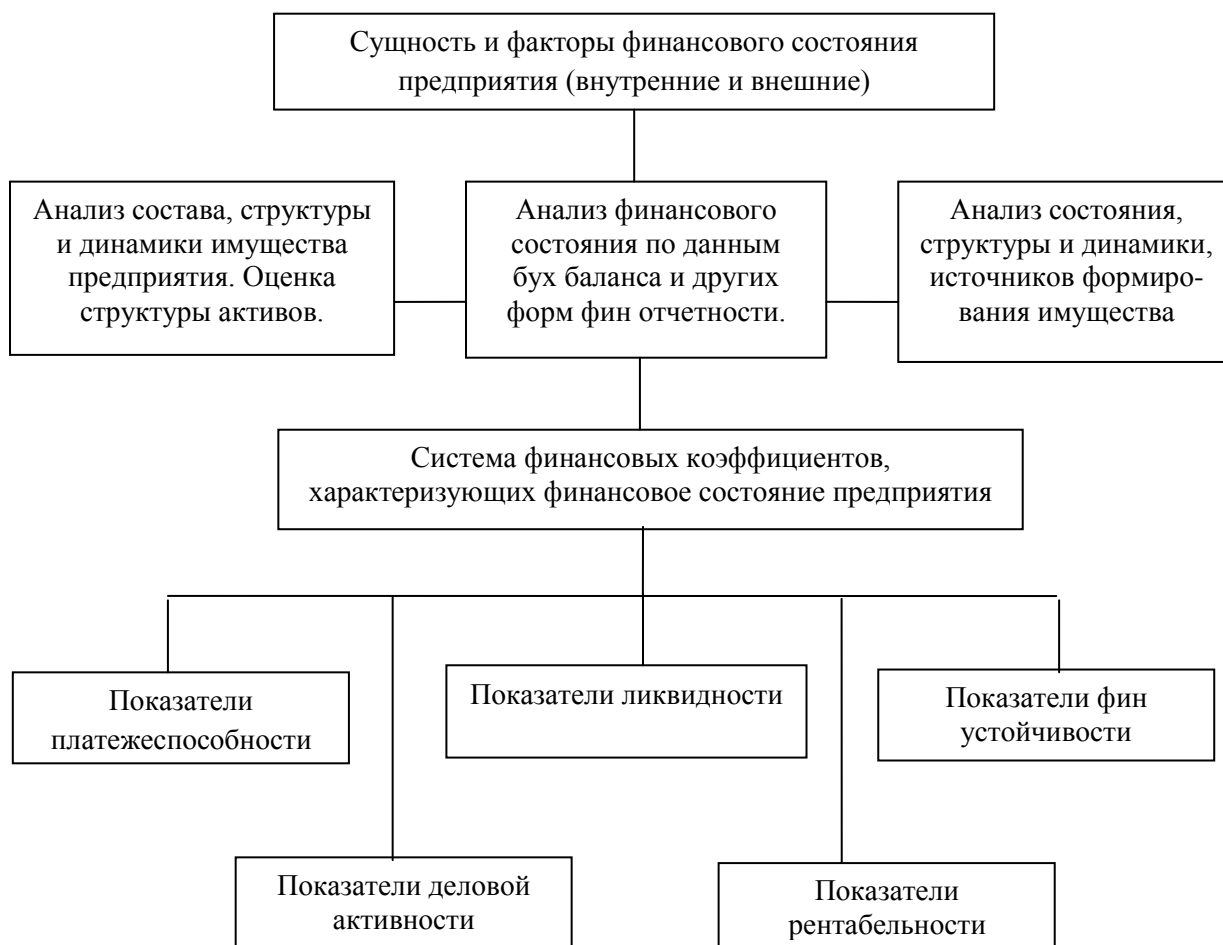 Сущность и факторы финансового состояния
предприятия (внутренние и внешние)
Анализ состава, структуры
и динамики имущества
предприятия. Оценка
структуры активов.
Анализ финансового
состояния по данным
бух баланса и других
форм фин отчетности.
Анализ состояния,
структуры и динамики,
источников формиро-
вания имущества
Система финансовых коэффициентов,
характеризующих финансовое состояние предприятия
Показатели
платежеспособности
Показатели ликвидности
Показатели фин
устойчивости
Показатели деловой
активности
Показатели
рентабельности